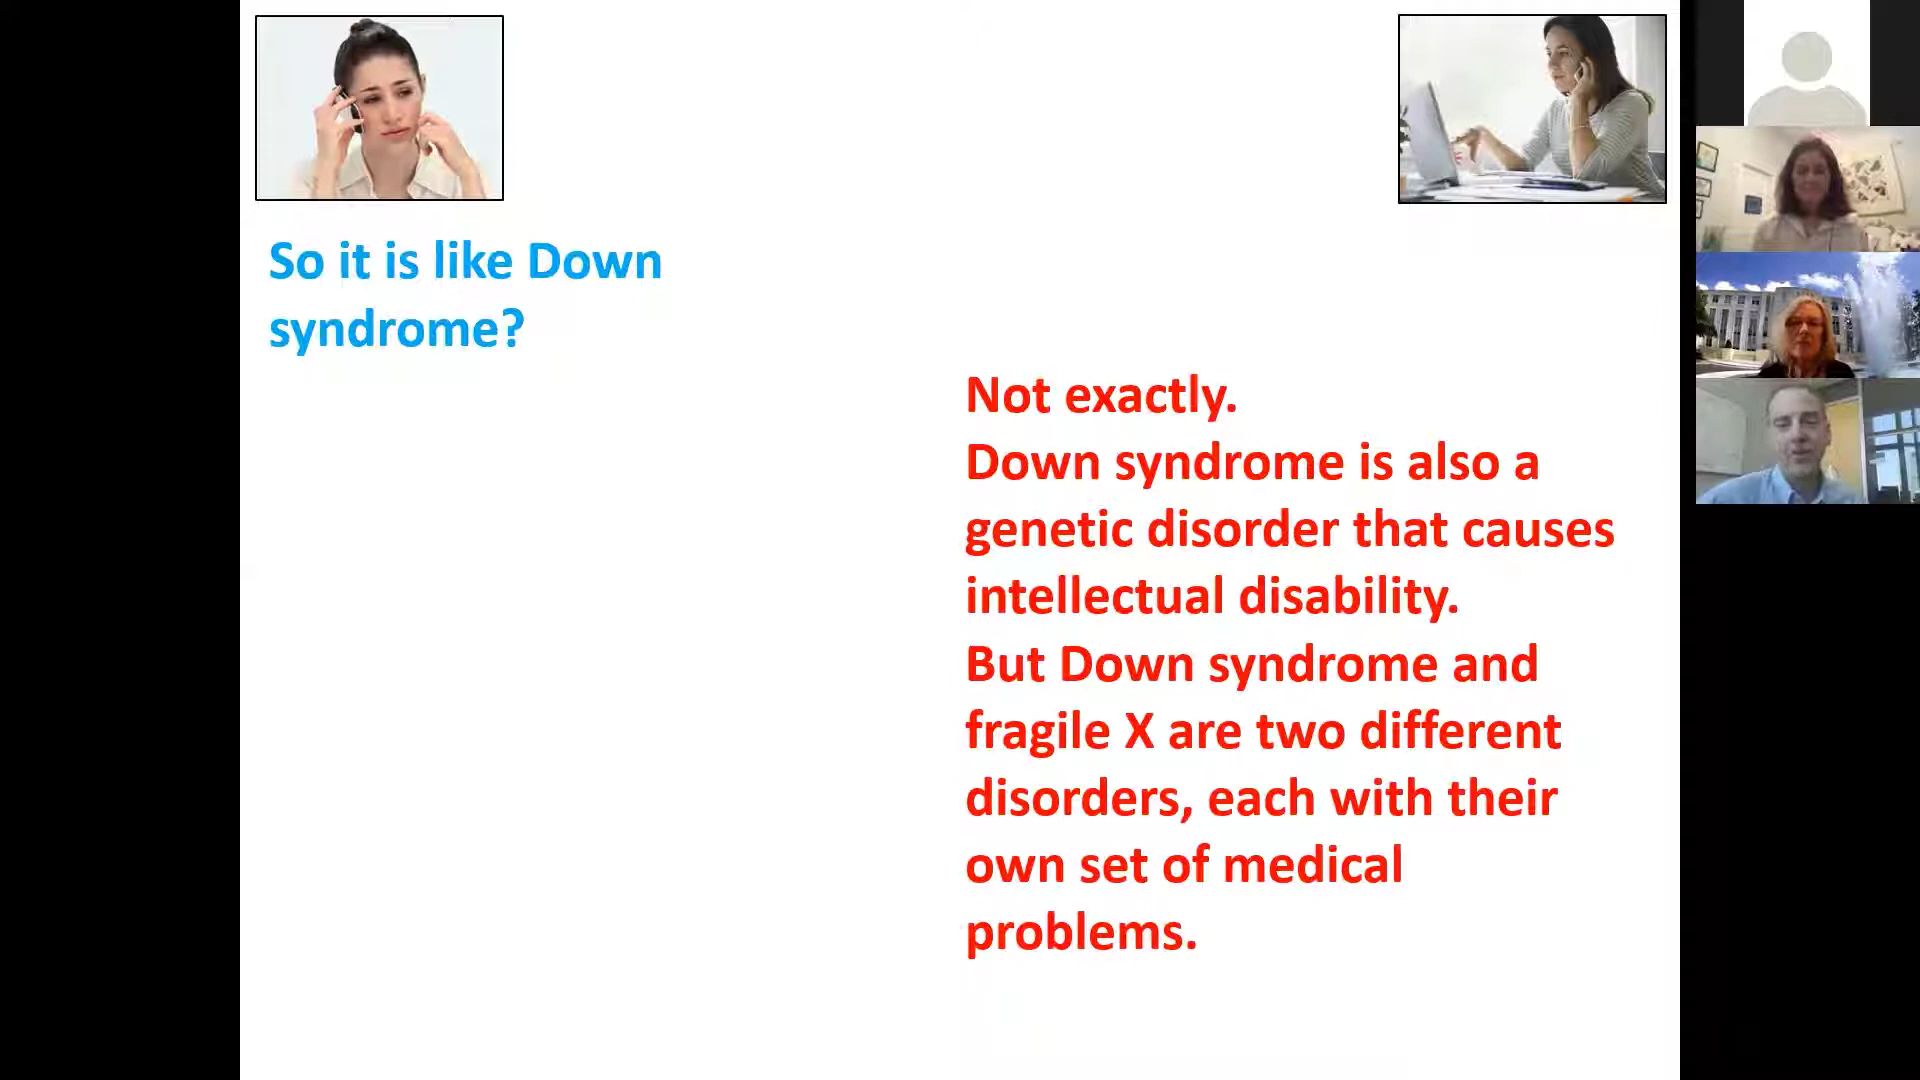 So it is like Down
syndrome?
Not exactly.
Down syndrome is also a
genetic disorder that causes
intellectual disability.
But Down syndrome and
fragile X are two different
disorders, each with their
own set of medical
problems.